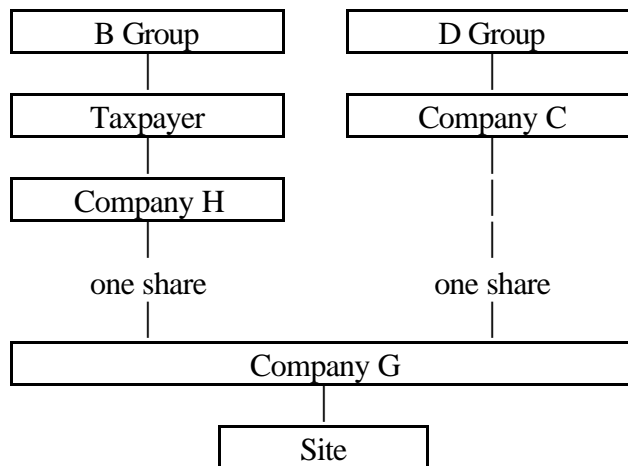 B Group
D Group
Taxpayer
Company C
Company H
one share
one share
Company G
Site